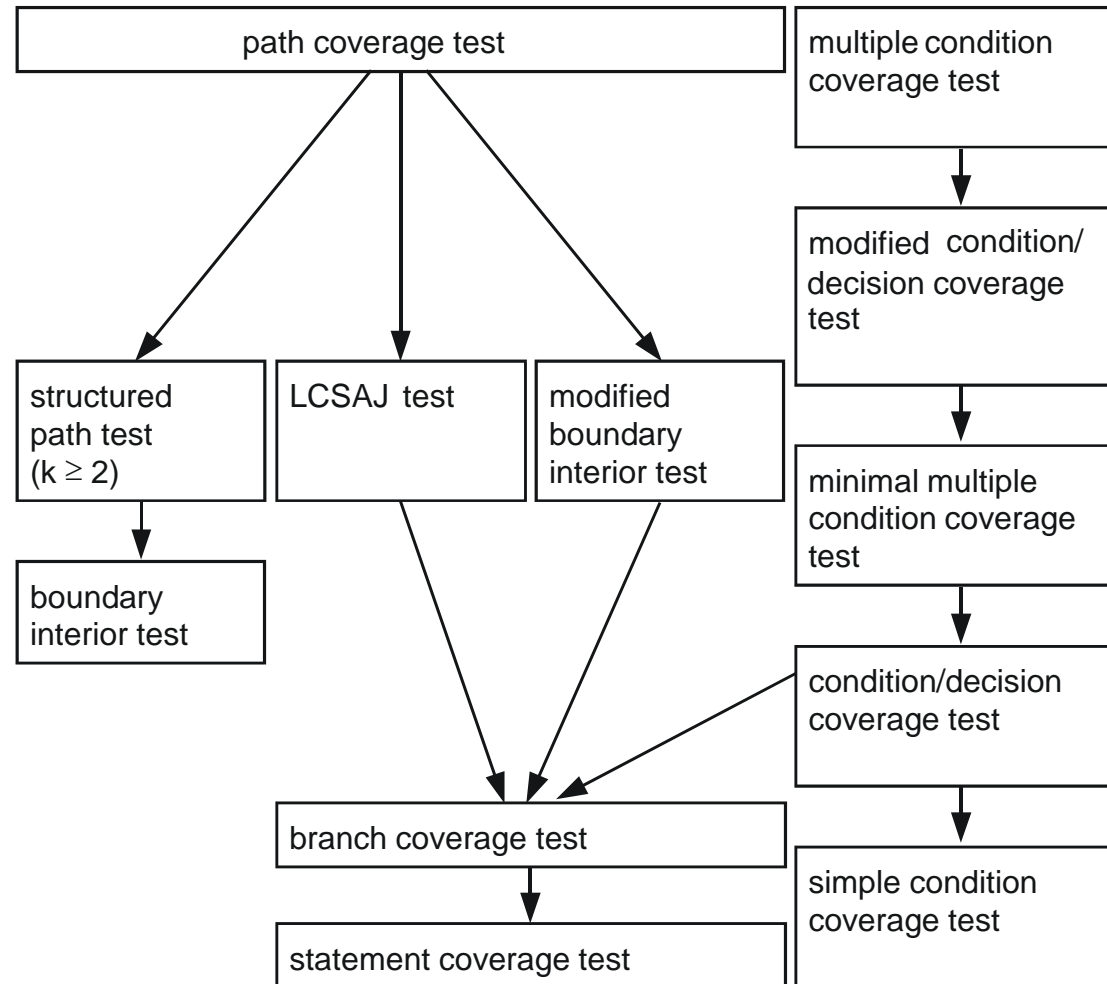 path coverage test
multiple condition
coverage test
modified condition/
decision coverage
test
structured
path test
(k ≥ 2)
LCSAJ test
modified
boundary
interior test
minimal multiple
condition coverage
test
boundary
interior test
condition/decision
coverage test
branch coverage test
simple condition
coverage test
statement coverage test